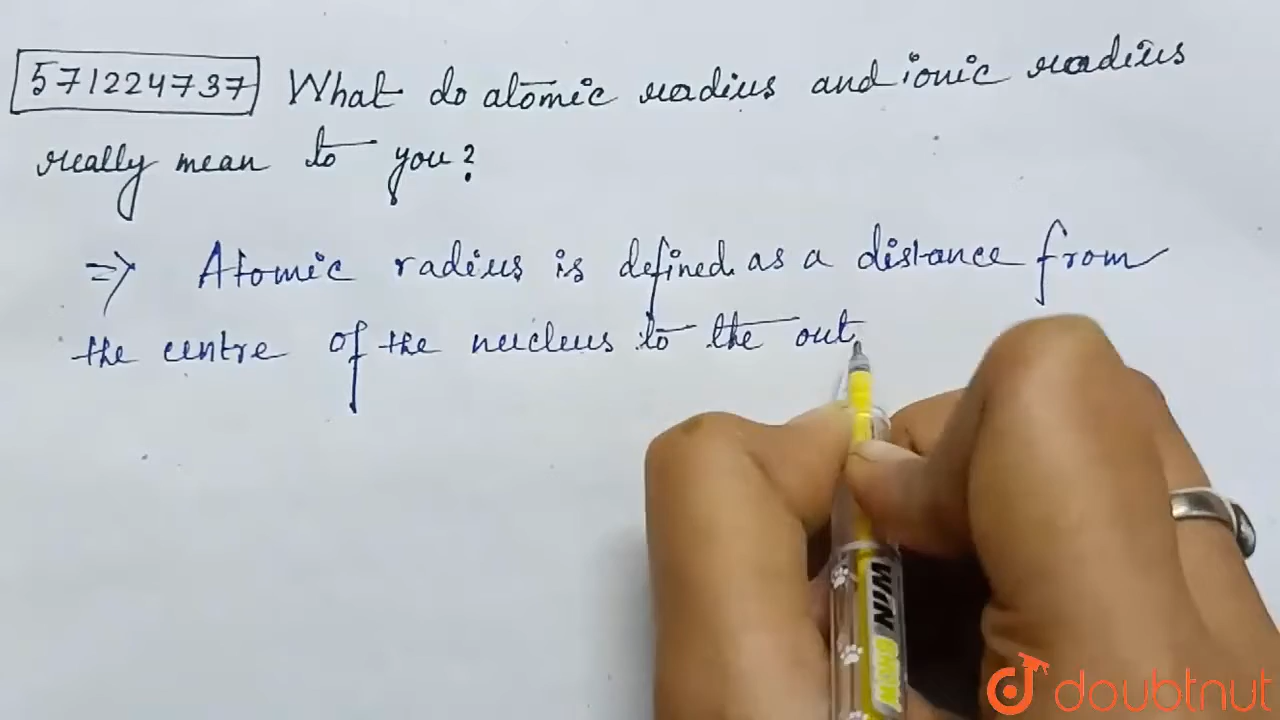 571224737 What do atomic radius and ionic radius
really mean to you?
=> Atomic radius is defined as a distance from
the centre of the nucleus to the out
WIN
doubtnut